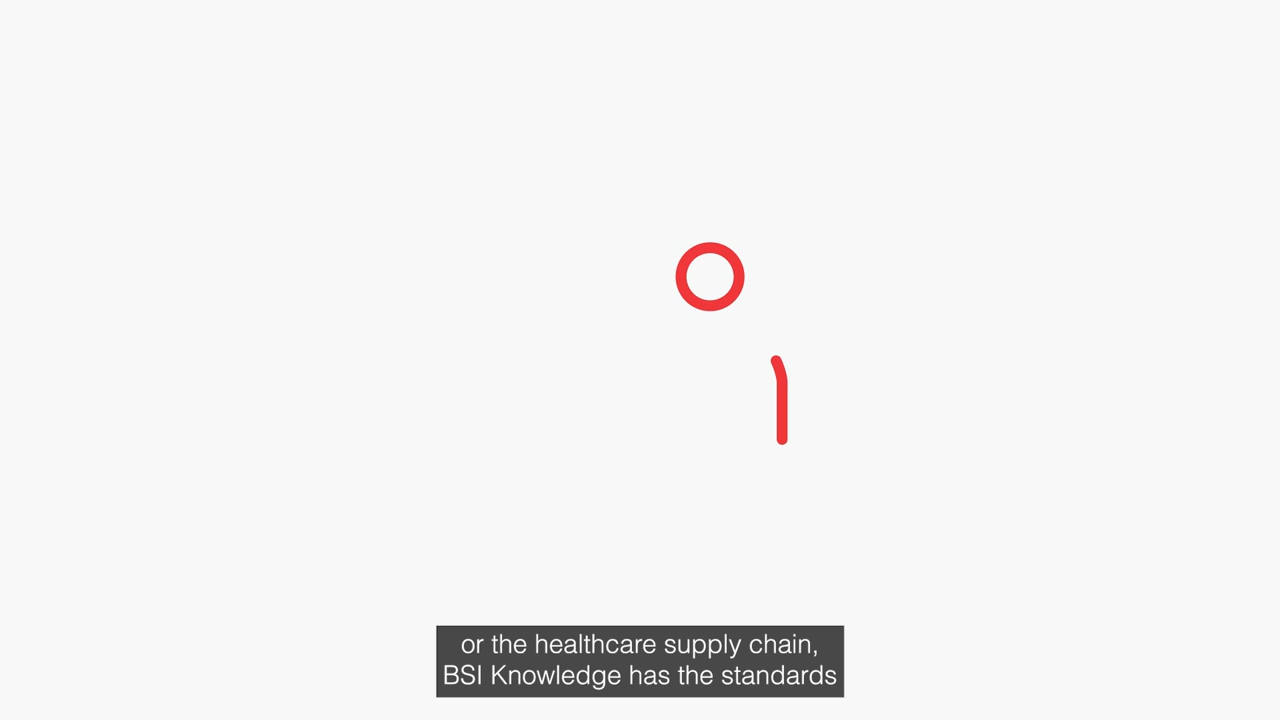 or the healthcare supply chain,
BSI Knowledge has the standards